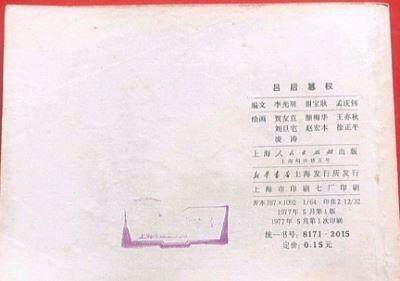 吕后篡权
编文 李光羽 谢宝耿 孟庆江
绘画 贺友直 颜梅华 王亦秋
刘旦宅 赵宏本 徐正平
凌涛
上海人民出版社出版
上海绍兴路五号
新华书店上海发行所发行
上海市印刷七厂印刷
开本787×1092 1/64 印张2 12/32
1977年5月第1版
1977年5月第1次印刷
统一书号：8171·2015
定价：0.15元